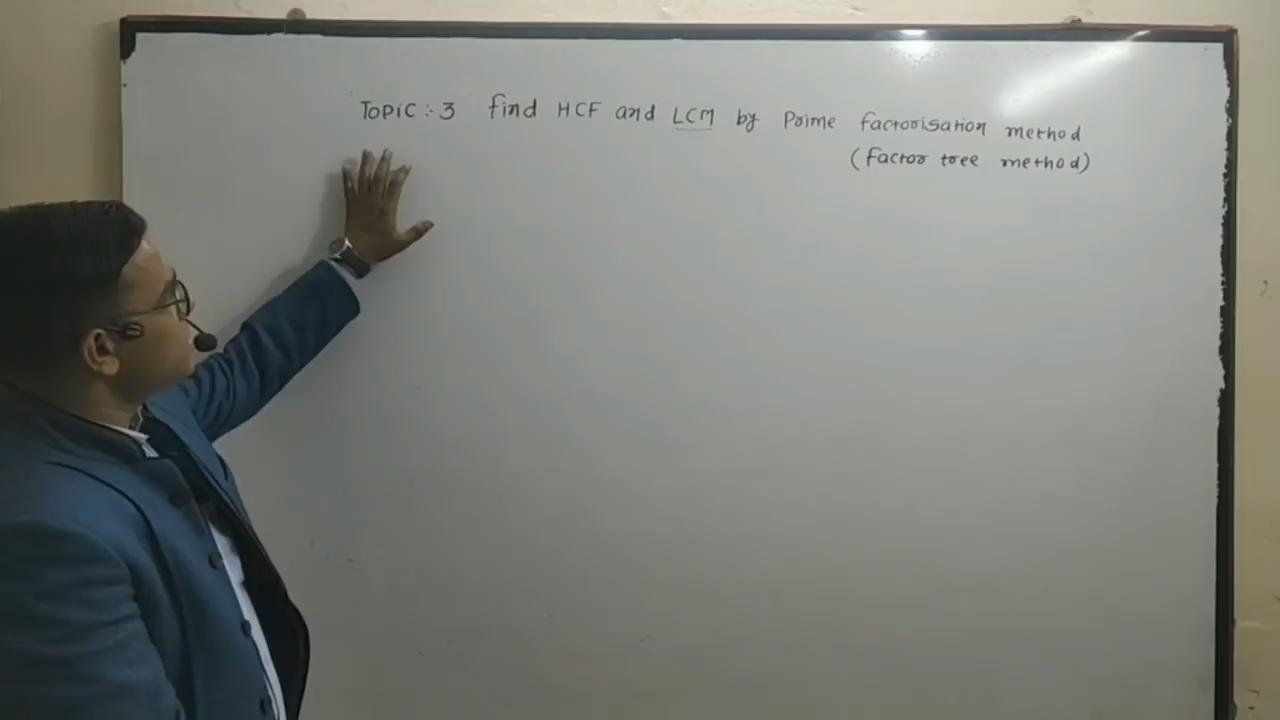 Topic :- 3 find HCF and LCM by Prime factorisation method
(factor tree method)